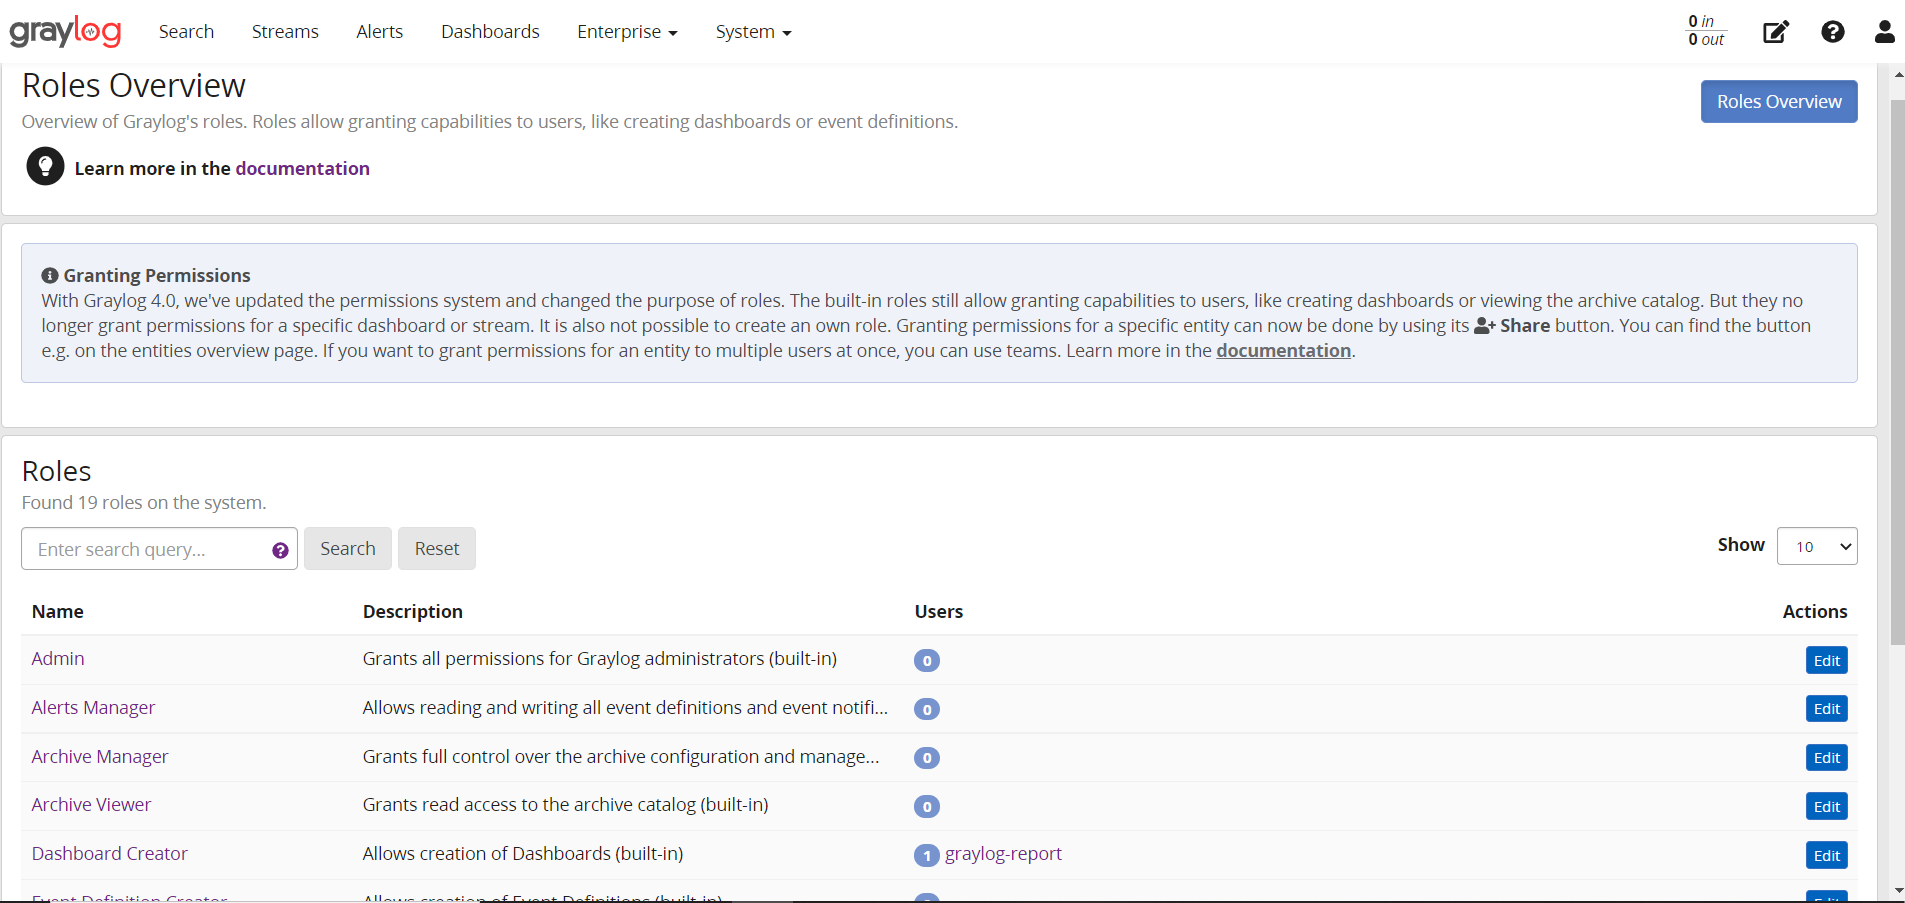 graylog Search Streams Alerts Dashboards Enterprise System 0 in
0 out
Roles Overview
Roles Overview
Overview of Graylog's roles. Roles allow granting capabilities to users, like creating dashboards or event definitions.
Learn more in the documentation
Granting Permissions
With Graylog 4.0, we've updated the permissions system and changed the purpose of roles. The built-in roles still allow granting capabilities to users, like creating dashboards or viewing the archive catalog. But they no
longer grant permissions for a specific dashboard or stream. It is also not possible to create an own role. Granting permissions for a specific entity can now be done by using its Share button. You can find the button
e.g. on the entities overview page. If you want to grant permissions for an entity to multiple users at once, you can use teams. Learn more in the documentation.
Roles
Found 19 roles on the system.
Enter search query... ? Search Reset Show 10
Name Description Users Actions
Admin Grants all permissions for Graylog administrators (built-in) 0 Edit
Alerts Manager Allows reading and writing all event definitions and event notifi... 0 Edit
Archive Manager Grants full control over the archive configuration and manage... 0 Edit
Archive Viewer Grants read access to the archive catalog (built-in) 0 Edit
Dashboard Creator Allows creation of Dashboards (built-in) 1 graylog-report Edit
Event Definition Creator Allows creation of Event Definitions (built-in) Edit